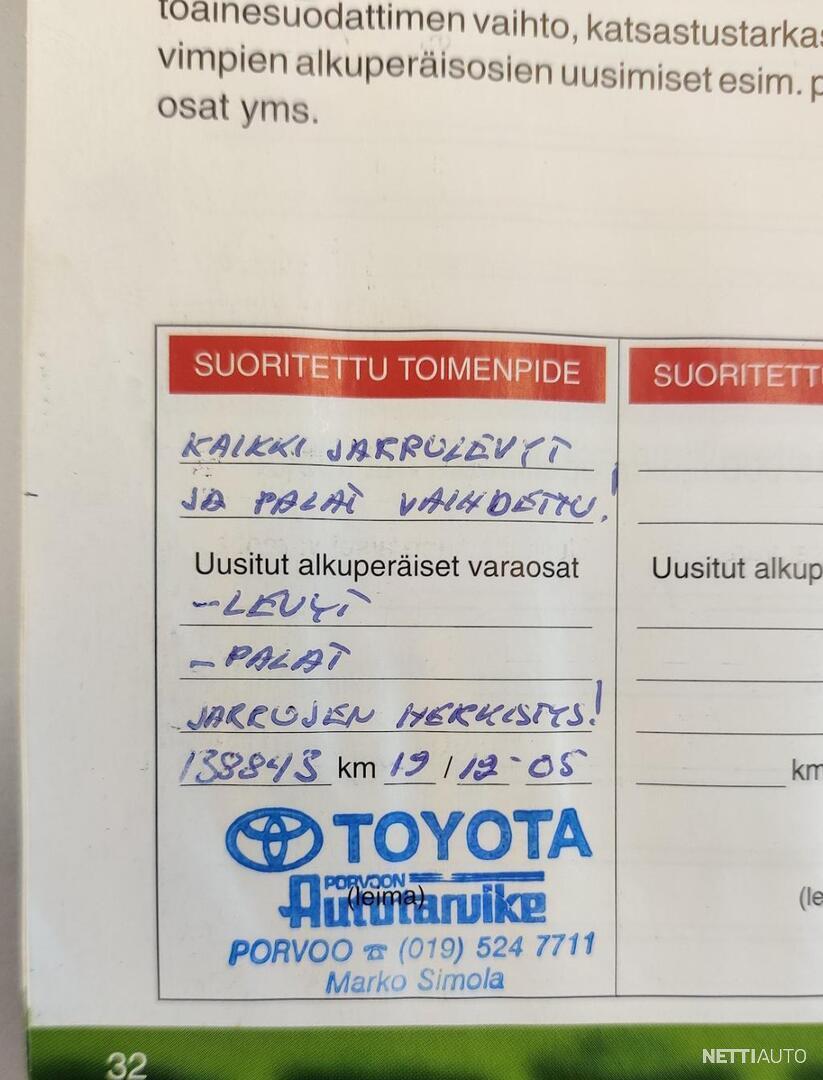 toainesuodattimen vaihto, katsastustarkas
vimpien alkuperäisosien uusimiset esim. p
osat yms.
SUORITETTU TOIMENPIDE
KAIKKI JARRULEVYT
JA PALAT VAIHDETTU!
Uusitut alkuperäiset varaosat
-LEVYT
-PALAT
JARRUJEN HERKISTYS!
138843 km 19/12-05
TOYOTA
PORVOON
(leima)
Autotarvike
PORVOO ☎ (019) 524 7711
Marko Simola
SUORITETTU
Uusitut alkup
km
(le
32
NETTIAUTO